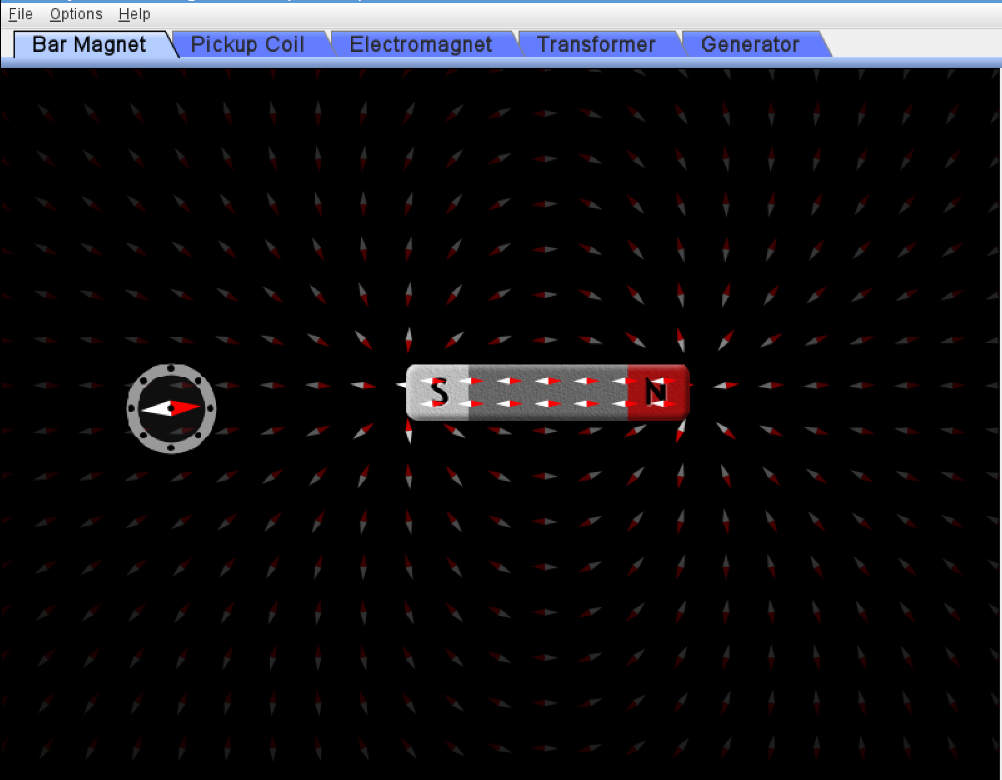 File Options Help
Bar Magnet Pickup Coil Electromagnet Transformer Generator
S N